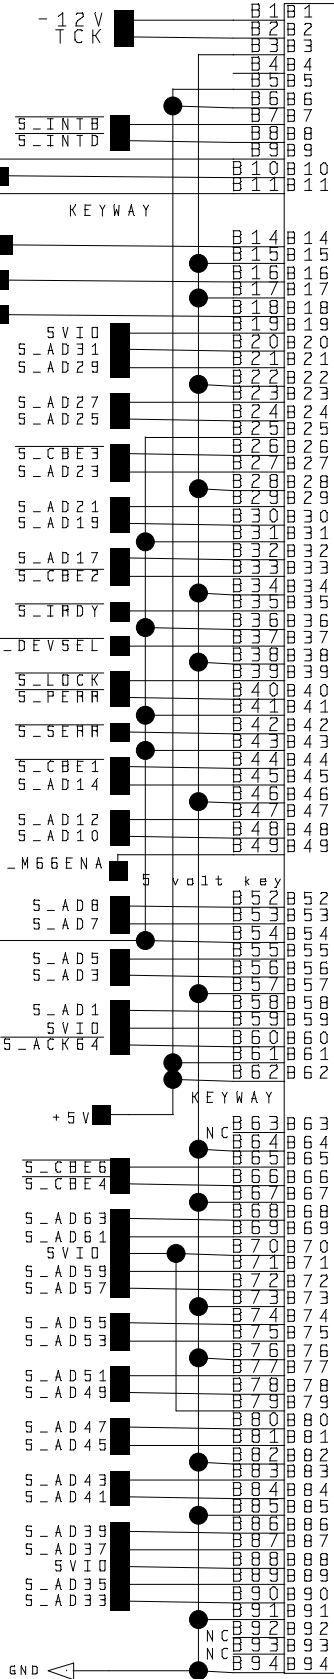 -12V
TCK
S_INTB
S_INTD
KEYWAY
5VIO
S_AD31
S_AD29
S_AD27
S_AD25
S_CBE3
S_AD23
S_AD21
S_AD19
S_AD17
S_CBE2
S_IRDY
_DEVSEL
S_LOCK
S_PERR
S_SERR
S_CBE1
S_AD14
S_AD12
S_AD10
_M66ENA
5 volt key
S_AD8
S_AD7
S_AD5
S_AD3
S_AD1
5VIO
S_ACK64
KEYWAY
+5V
NC
S_CBE6
S_CBE4
S_AD63
S_AD61
5VIO
S_AD59
S_AD57
S_AD55
S_AD53
S_AD51
S_AD49
S_AD47
S_AD45
S_AD43
S_AD41
S_AD39
S_AD37
5VIO
S_AD35
S_AD33
NC
NC
GND
B1 B1
B2 B2
B3 B3
B4 B4
B5 B5
B6 B6
B7 B7
B8 B8
B9 B9
B10 B10
B11 B11
B14 B14
B15 B15
B16 B16
B17 B17
B18 B18
B19 B19
B20 B20
B21 B21
B22 B22
B23 B23
B24 B24
B25 B25
B26 B26
B27 B27
B28 B28
B29 B29
B30 B30
B31 B31
B32 B32
B33 B33
B34 B34
B35 B35
B36 B36
B37 B37
B38 B38
B39 B39
B40 B40
B41 B41
B42 B42
B43 B43
B44 B44
B45 B45
B46 B46
B47 B47
B48 B48
B49 B49
B52 B52
B53 B53
B54 B54
B55 B55
B56 B56
B57 B57
B58 B58
B59 B59
B60 B60
B61 B61
B62 B62
B63 B63
B64 B64
B65 B65
B66 B66
B67 B67
B68 B68
B69 B69
B70 B70
B71 B71
B72 B72
B73 B73
B74 B74
B75 B75
B76 B76
B77 B77
B78 B78
B79 B79
B80 B80
B81 B81
B82 B82
B83 B83
B84 B84
B85 B85
B86 B86
B87 B87
B88 B88
B89 B89
B90 B90
B91 B91
B92 B92
B93 B93
B94 B94